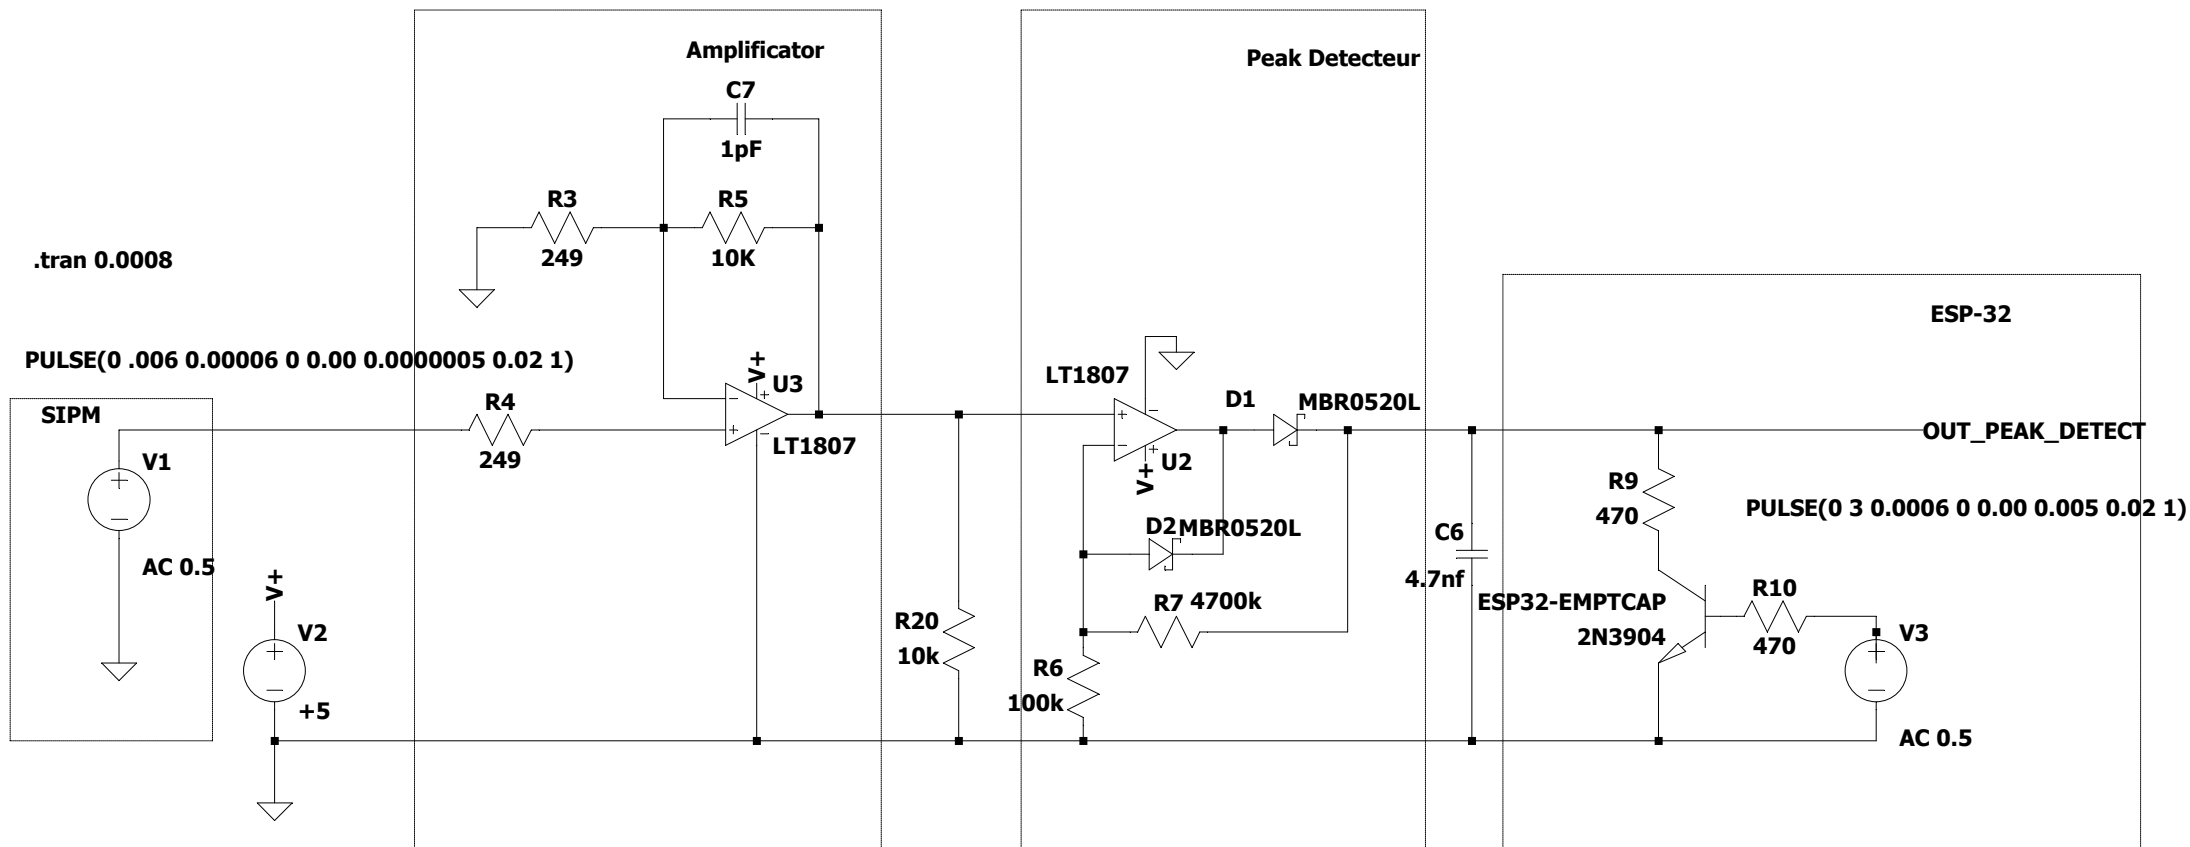 Amplificator
Peak Detecteur
C7
1pF
R3
249
R5
10K
.tran 0.0008
ESP-32
PULSE(0 .006 0.00006 0 0.00 0.0000005 0.02 1)
V+
U3
LT1807
SIPM
R4
249
LT1807
D1
MBR0520L
OUT_PEAK_DETECT
V1
U2
V+
R9
470
PULSE(0 3 0.0006 0 0.00 0.005 0.02 1)
D2
MBR0520L
C6
4.7nf
AC 0.5
V+
R7
4700k
ESP32-EMPTCAP
2N3904
R10
470
V2
+5
R20
10k
R6
100k
V3
AC 0.5